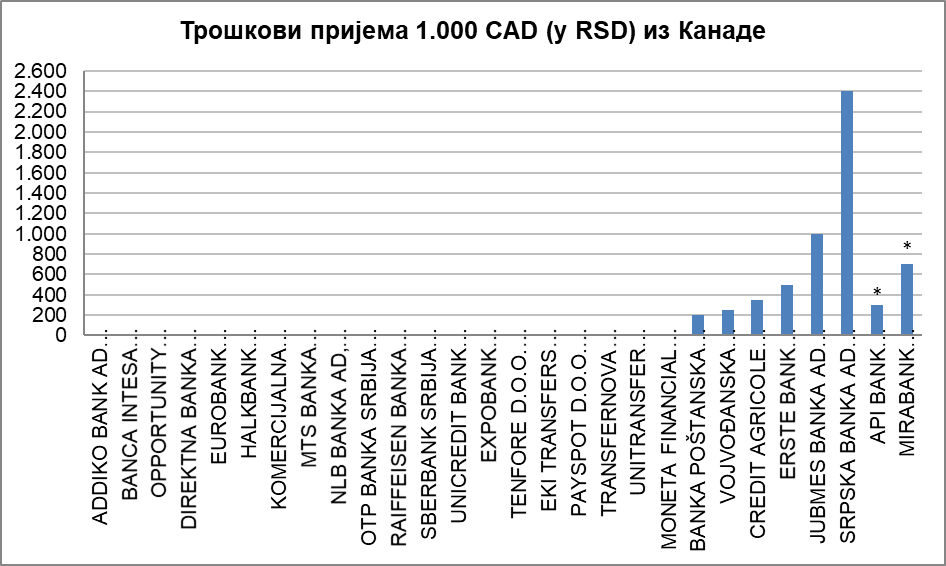 Трошкови пријема 1.000 CAD (у RSD) из Канаде
2.600
2.400
2.200
2.000
1.800
1.600
1.400
1.200
1.000
800
600
400
200
0
*
*
ADDIKO BANK AD…
BANCA INTESA…
OPPORTUNITY…
DIREKTNA BANKA…
EUROBANK…
HALKBANK…
KOMERCIJALNA…
MTS BANKA…
NLB BANKA AD,…
OTP BANKA SRBIJA…
RAIFFEISEN BANKA…
SBERBANK SRBIJA…
UNICREDIT BANK…
EXPOBANK…
TENFORE D.O.O.…
EKI TRANSFERS…
PAYSPOT D.O.O.…
TRANSFERNOVA…
UNITRANSFER…
MONETA FINANCIAL…
BANKA POŠTANSKA…
VOJVOĐANSKA…
CREDIT AGRICOLE…
ERSTE BANK…
JUBMES BANKA AD…
SRPSKA BANKA AD…
API BANK…
MIRABANK…